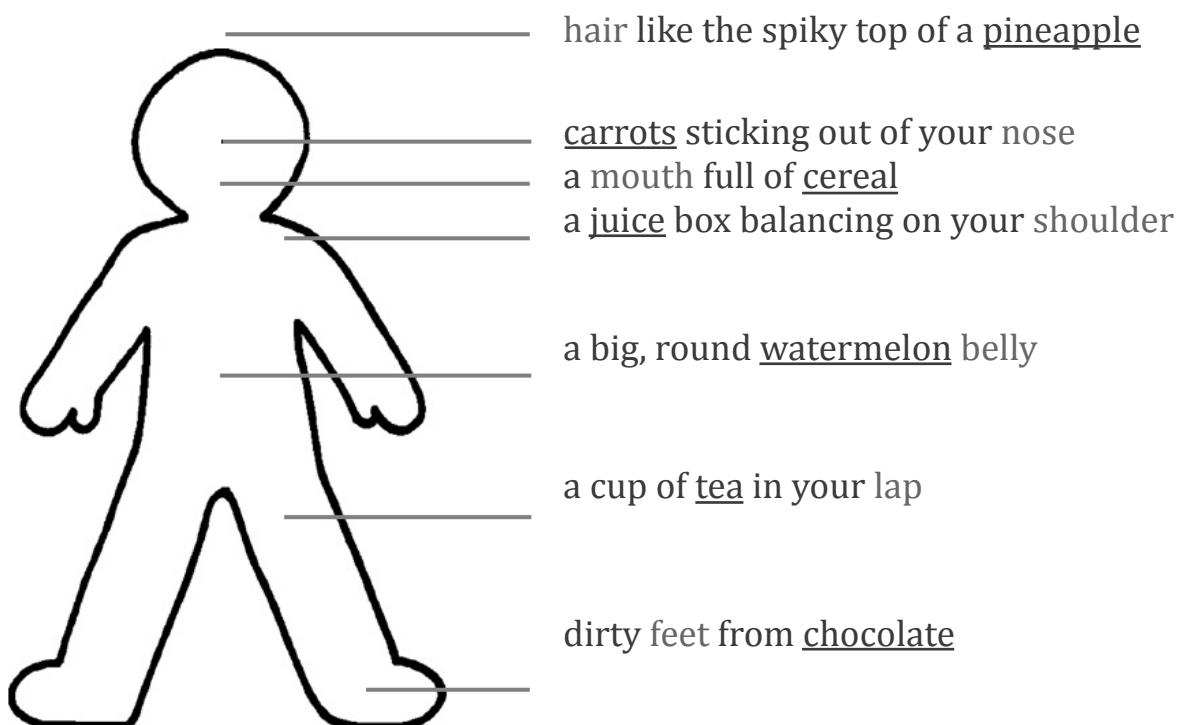 hair like the spiky top of a pineapple
carrots sticking out of your nose
a mouth full of cereal
a juice box balancing on your shoulder
a big, round watermelon belly
a cup of tea in your lap
dirty feet from chocolate